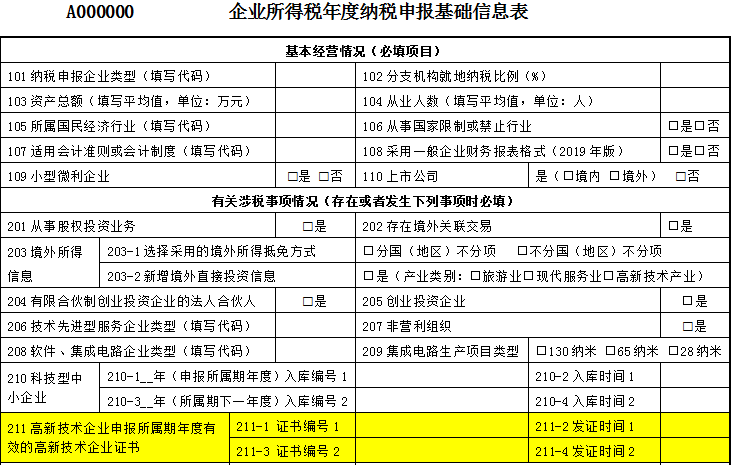 A000000 企业所得税年度纳税申报基础信息表
基本经营情况（必填项目）
101 纳税申报企业类型（填写代码） 102 分支机构就地纳税比例（%）
103 资产总额（填写平均值，单位：万元） 104 从业人数（填写平均值，单位：人）
105 所属国民经济行业（填写代码） 106 从事国家限制或禁止行业 □是□否
107 适用会计准则或会计制度（填写代码） 108 采用一般企业财务报表格式（2019 年版） □是□否
109 小型微利企业 □是 □否 110 上市公司 是（□境内 □境外） □否
有关涉税事项情况（存在或者发生下列事项时必填）
201 从事股权投资业务 □是 202 存在境外关联交易 □是
203 境外所得信息 203-1 选择采用的境外所得抵免方式 □分国（地区）不分项 □不分国（地区）不分项
203-2 新增境外直接投资信息 □是（产业类别：□旅游业□现代服务业□高新技术产业）
204 有限合伙制创业投资企业的法人合伙人 □是 205 创业投资企业 □是
206 技术先进型服务企业类型（填写代码） 207 非营利组织 □是
208 软件、集成电路企业类型（填写代码） 209 集成电路生产项目类型 □130 纳米 □65 纳米 □28 纳米
210 科技型中小企业 210-1__年（申报所属期年度）入库编号 1 210-2 入库时间 1
210-3__年（所属期下一年度）入库编号 2 210-4 入库时间 2
211 高新技术企业申报所属期年度有效的高新技术企业证书 211-1 证书编号 1 211-2 发证时间 1
211-3 证书编号 2 211-4 发证时间 2